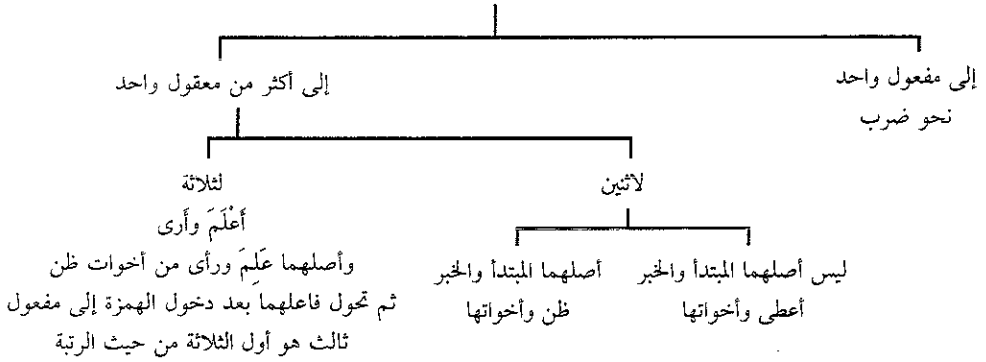 إلى مفعول واحد
نحو ضرب
إلى أكثر من معقول واحد
لاثنين
ليس أصلهما المبتدأ والخبر
أعطى وأخواتها
أصلهما المبتدأ والخبر
ظن وأخواتها
لثلاثة
أَعْلَمَ وأَرى
وأصلهما عَلِمَ ورأى من أخوات ظن
ثم تحول فاعلهما بعد دخول الهمزة إلى مفعول
ثالث هو أول الثلاثة من حيث الرتبة